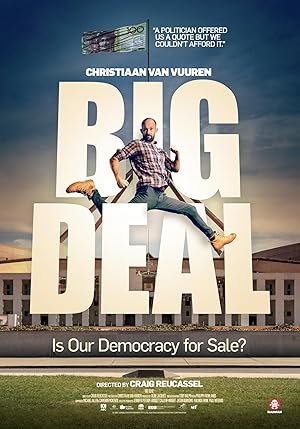 "A POLITICIAN OFFERED
US A QUOTE BUT WE
COULDN'T AFFORD IT."
CHRISTIAAN VAN VUUREN
BIG
DEAL
Is Our Democracy for Sale?
DIRECTED BY CRAIG REUCASSEL